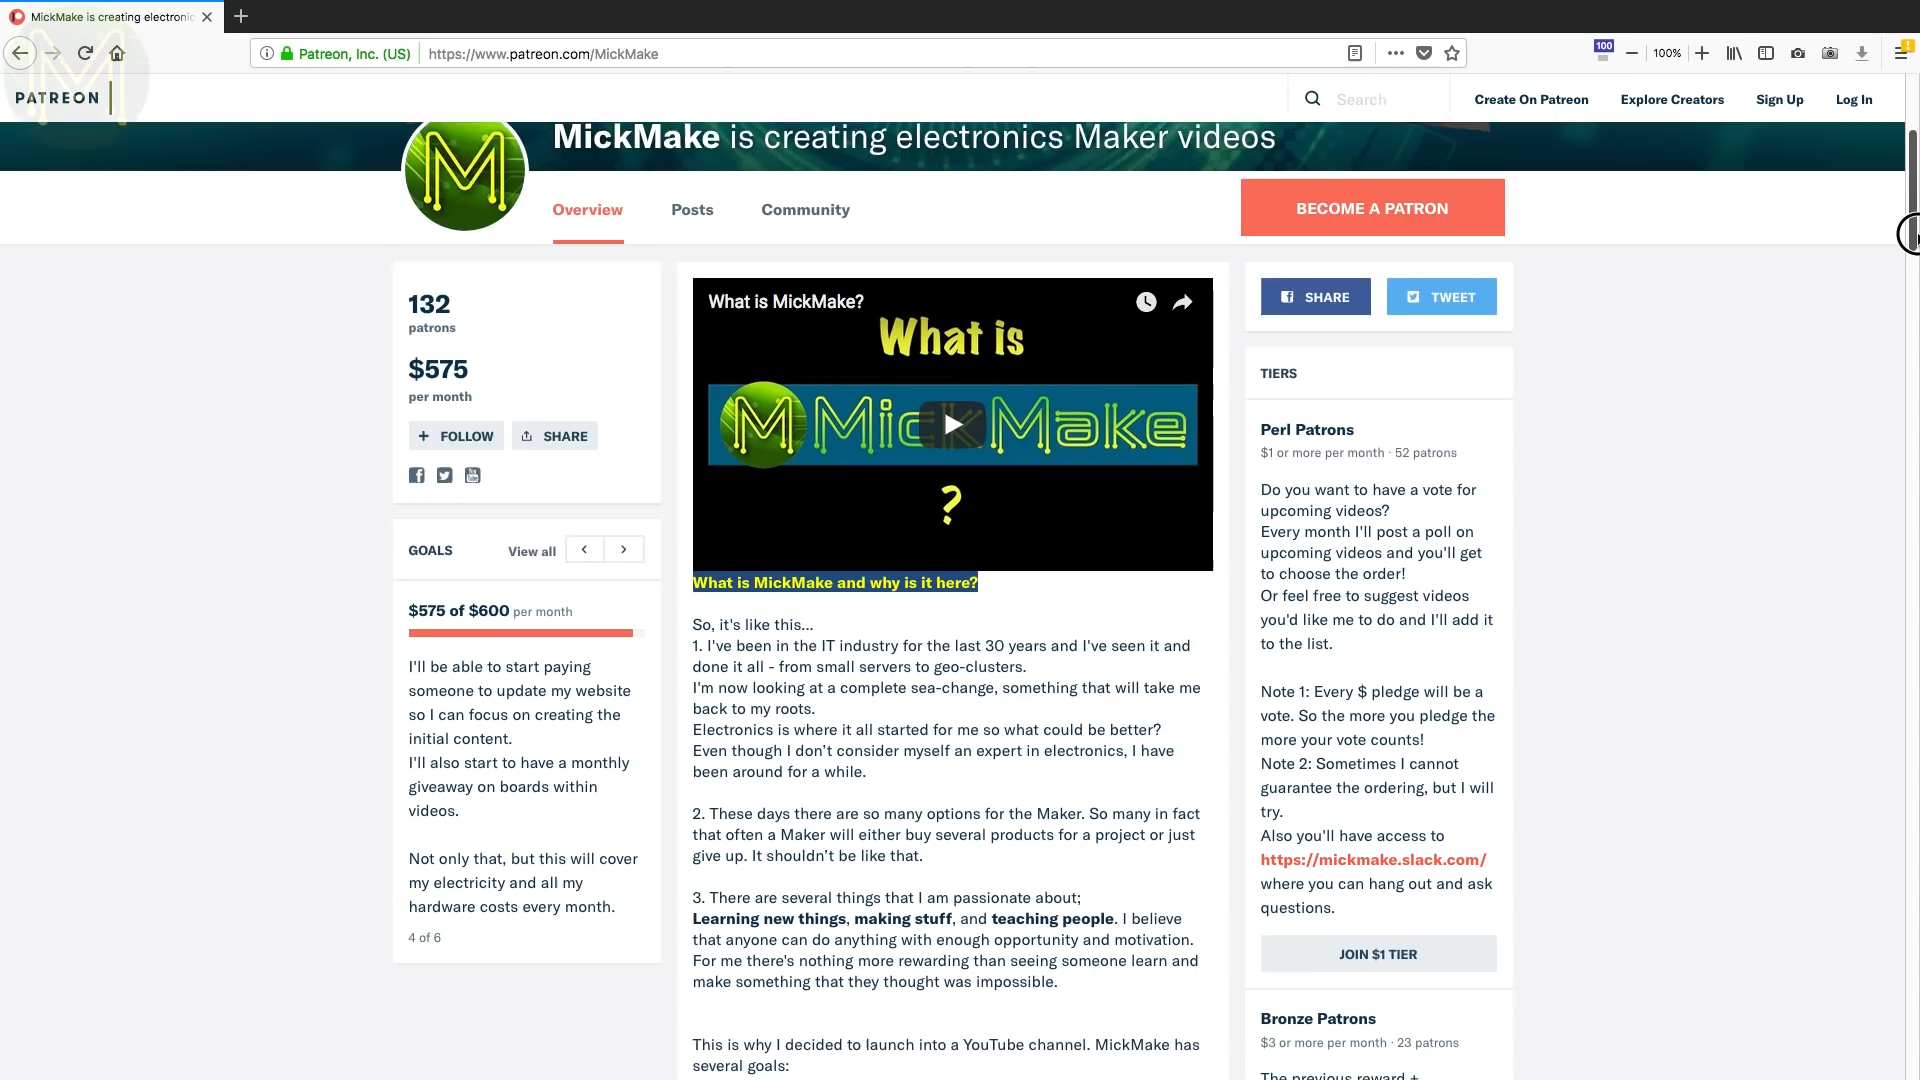 MickMake is creating electronic
Patreon, Inc. (US)
https://www.patreon.com/MickMake
100
100%
PATREON
Search
Create On Patreon
Explore Creators
Sign Up
Log In
MickMake is creating electronics Maker videos
Overview
Posts
Community
BECOME A PATRON
132
patrons
$575
per month
FOLLOW
SHARE
GOALS
View all
$575 of $600 per month
I'll be able to start paying
someone to update my website
so I can focus on creating the
initial content.
I'll also start to have a monthly
giveaway on boards within
videos.
Not only that, but this will cover
my electricity and all my
hardware costs every month.
4 of 6
What is MickMake?
What is
M MickMake
?
What is MickMake and why is it here?
So, it's like this...
1. I've been in the IT industry for the last 30 years and I've seen it and
done it all - from small servers to geo-clusters.
I'm now looking at a complete sea-change, something that will take me
back to my roots.
Electronics is where it all started for me so what could be better?
Even though I don't consider myself an expert in electronics, I have
been around for a while.
2. These days there are so many options for the Maker. So many in fact
that often a Maker will either buy several products for a project or just
give up. It shouldn't be like that.
3. There are several things that I am passionate about;
Learning new things, making stuff, and teaching people. I believe
that anyone can do anything with enough opportunity and motivation.
For me there's nothing more rewarding than seeing someone learn and
make something that they thought was impossible.
This is why I decided to launch into a YouTube channel. MickMake has
several goals:
SHARE
TWEET
TIERS
Perl Patrons
$1 or more per month · 52 patrons
Do you want to have a vote for
upcoming videos?
Every month I'll post a poll on
upcoming videos and you'll get
to choose the order!
Or feel free to suggest videos
you'd like me to do and I'll add it
to the list.
Note 1: Every $ pledge will be a
vote. So the more you pledge the
more your vote counts!
Note 2: Sometimes I cannot
guarantee the ordering, but I will
try.
Also you'll have access to
https://mickmake.slack.com/
where you can hang out and ask
questions.
JOIN $1 TIER
Bronze Patrons
$3 or more per month · 23 patrons
The previous reward +